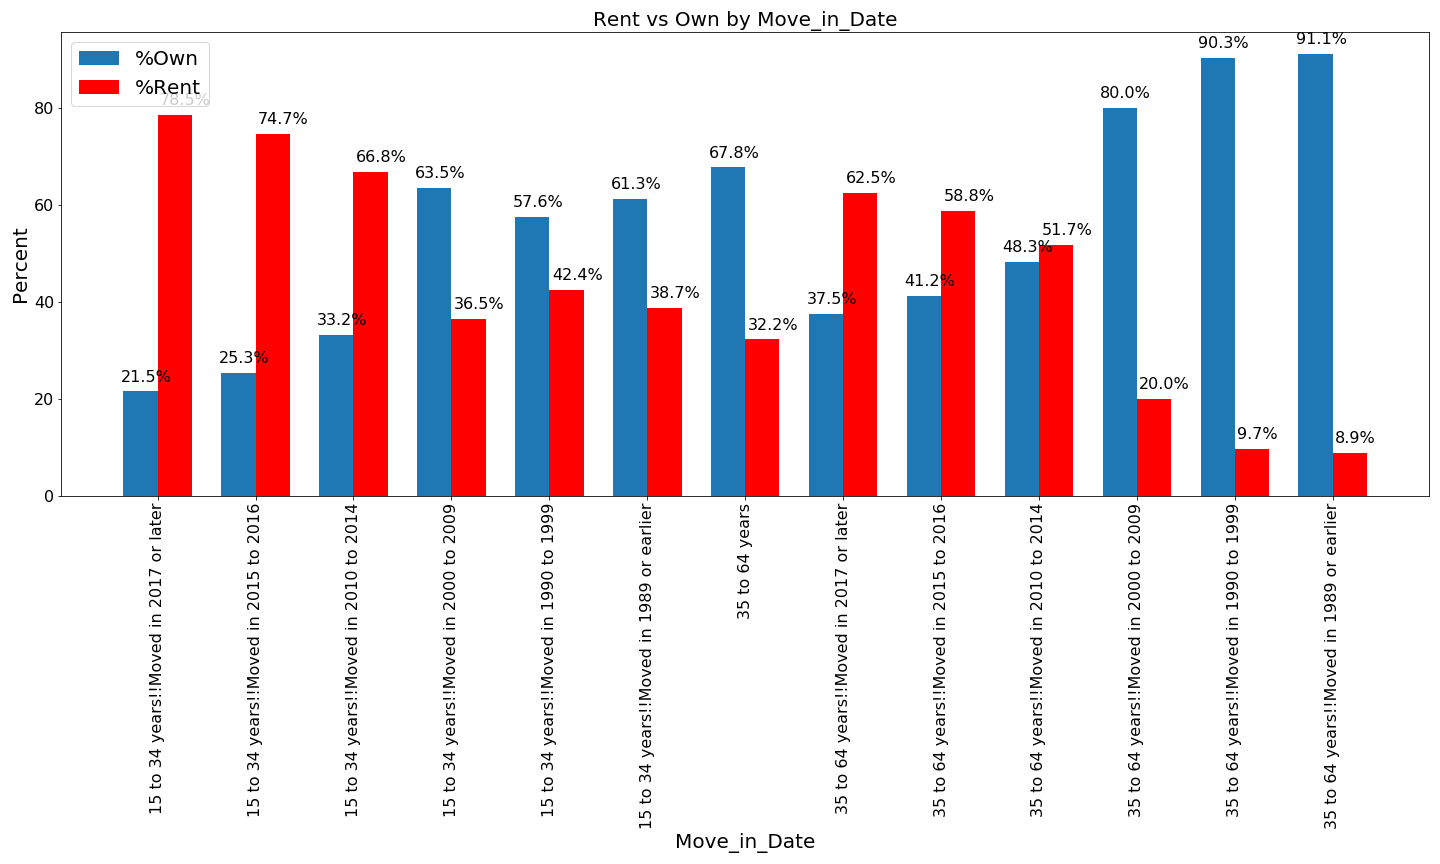 Rent vs Own by Move_in_Date
%Own
%Rent
Percent
80
60
40
20
0
21.5%
78.5%
25.3%
74.7%
33.2%
66.8%
63.5%
36.5%
57.6%
42.4%
61.3%
38.7%
67.8%
32.2%
37.5%
62.5%
41.2%
58.8%
48.3%
51.7%
80.0%
20.0%
90.3%
9.7%
91.1%
8.9%
15 to 34 years!!Moved in 2017 or later
15 to 34 years!!Moved in 2015 to 2016
15 to 34 years!!Moved in 2010 to 2014
15 to 34 years!!Moved in 2000 to 2009
15 to 34 years!!Moved in 1990 to 1999
15 to 34 years!!Moved in 1989 or earlier
35 to 64 years
35 to 64 years!!Moved in 2017 or later
35 to 64 years!!Moved in 2015 to 2016
35 to 64 years!!Moved in 2010 to 2014
35 to 64 years!!Moved in 2000 to 2009
35 to 64 years!!Moved in 1990 to 1999
35 to 64 years!!Moved in 1989 or earlier
Move_in_Date